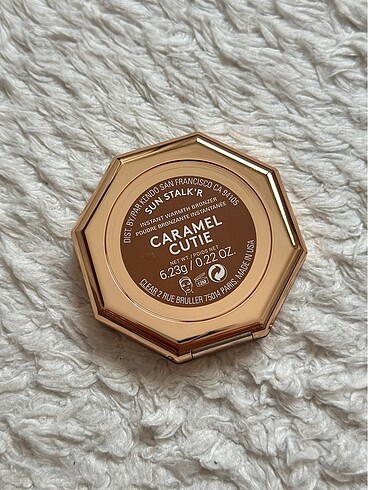 DIST. BY/PAR KENDO SAN FRANCISCO CA 94105
SUN STALK'R
INSTANT WARMTH BRONZER
POUDRE BRONZANTE INSTANTANÉE
CARAMEL
CUTIE
NET WT / POIDS NET
6.23g / 0.22 OZ.
12M
CLEAR 2 RUE BRULLER 75014 PARIS. MADE IN USA